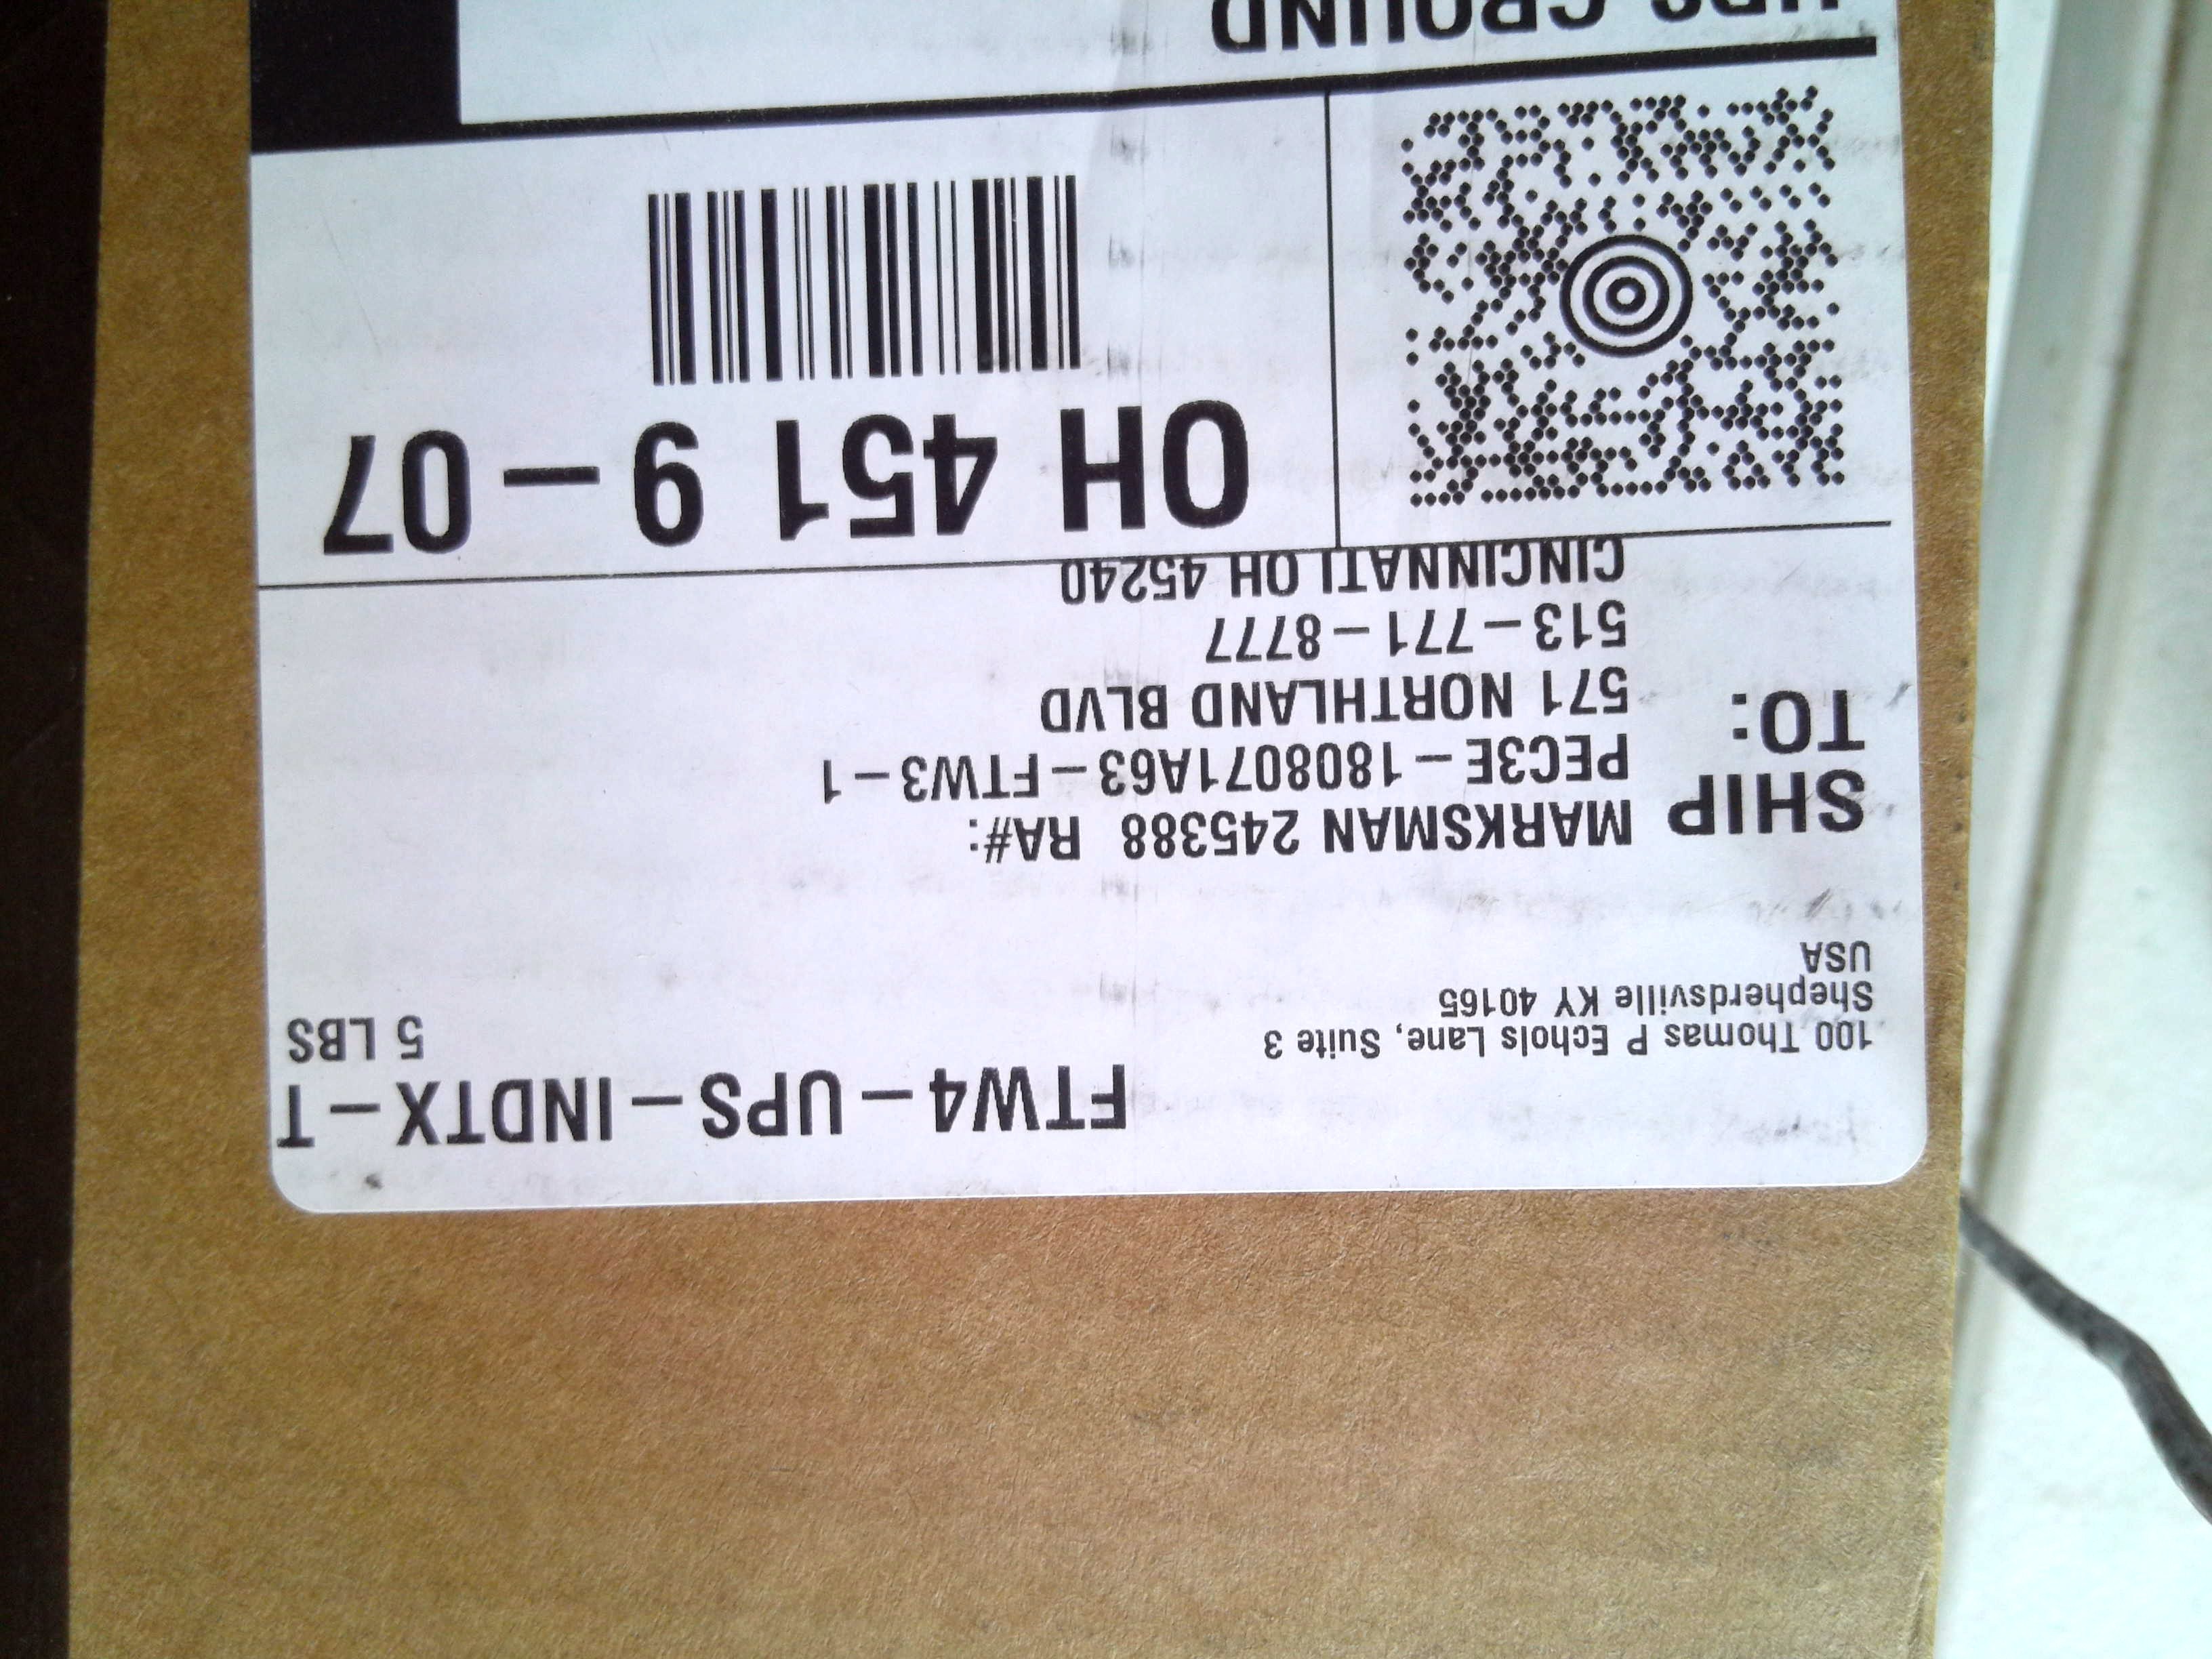 FTW4-UPS-INDTX-T
5 LBS
100 Thomas P Echols Lane, Suite 3
Shepherdsville KY 40165
USA
SHIP
TO:
MARKSMAN 245388 RA#:
PEC3E-1808071A63-FTW3-1
571 NORTHLAND BLVD
513-771-8777
CINCINNATI OH 45240
OH 451 9-07
UPS GROUND